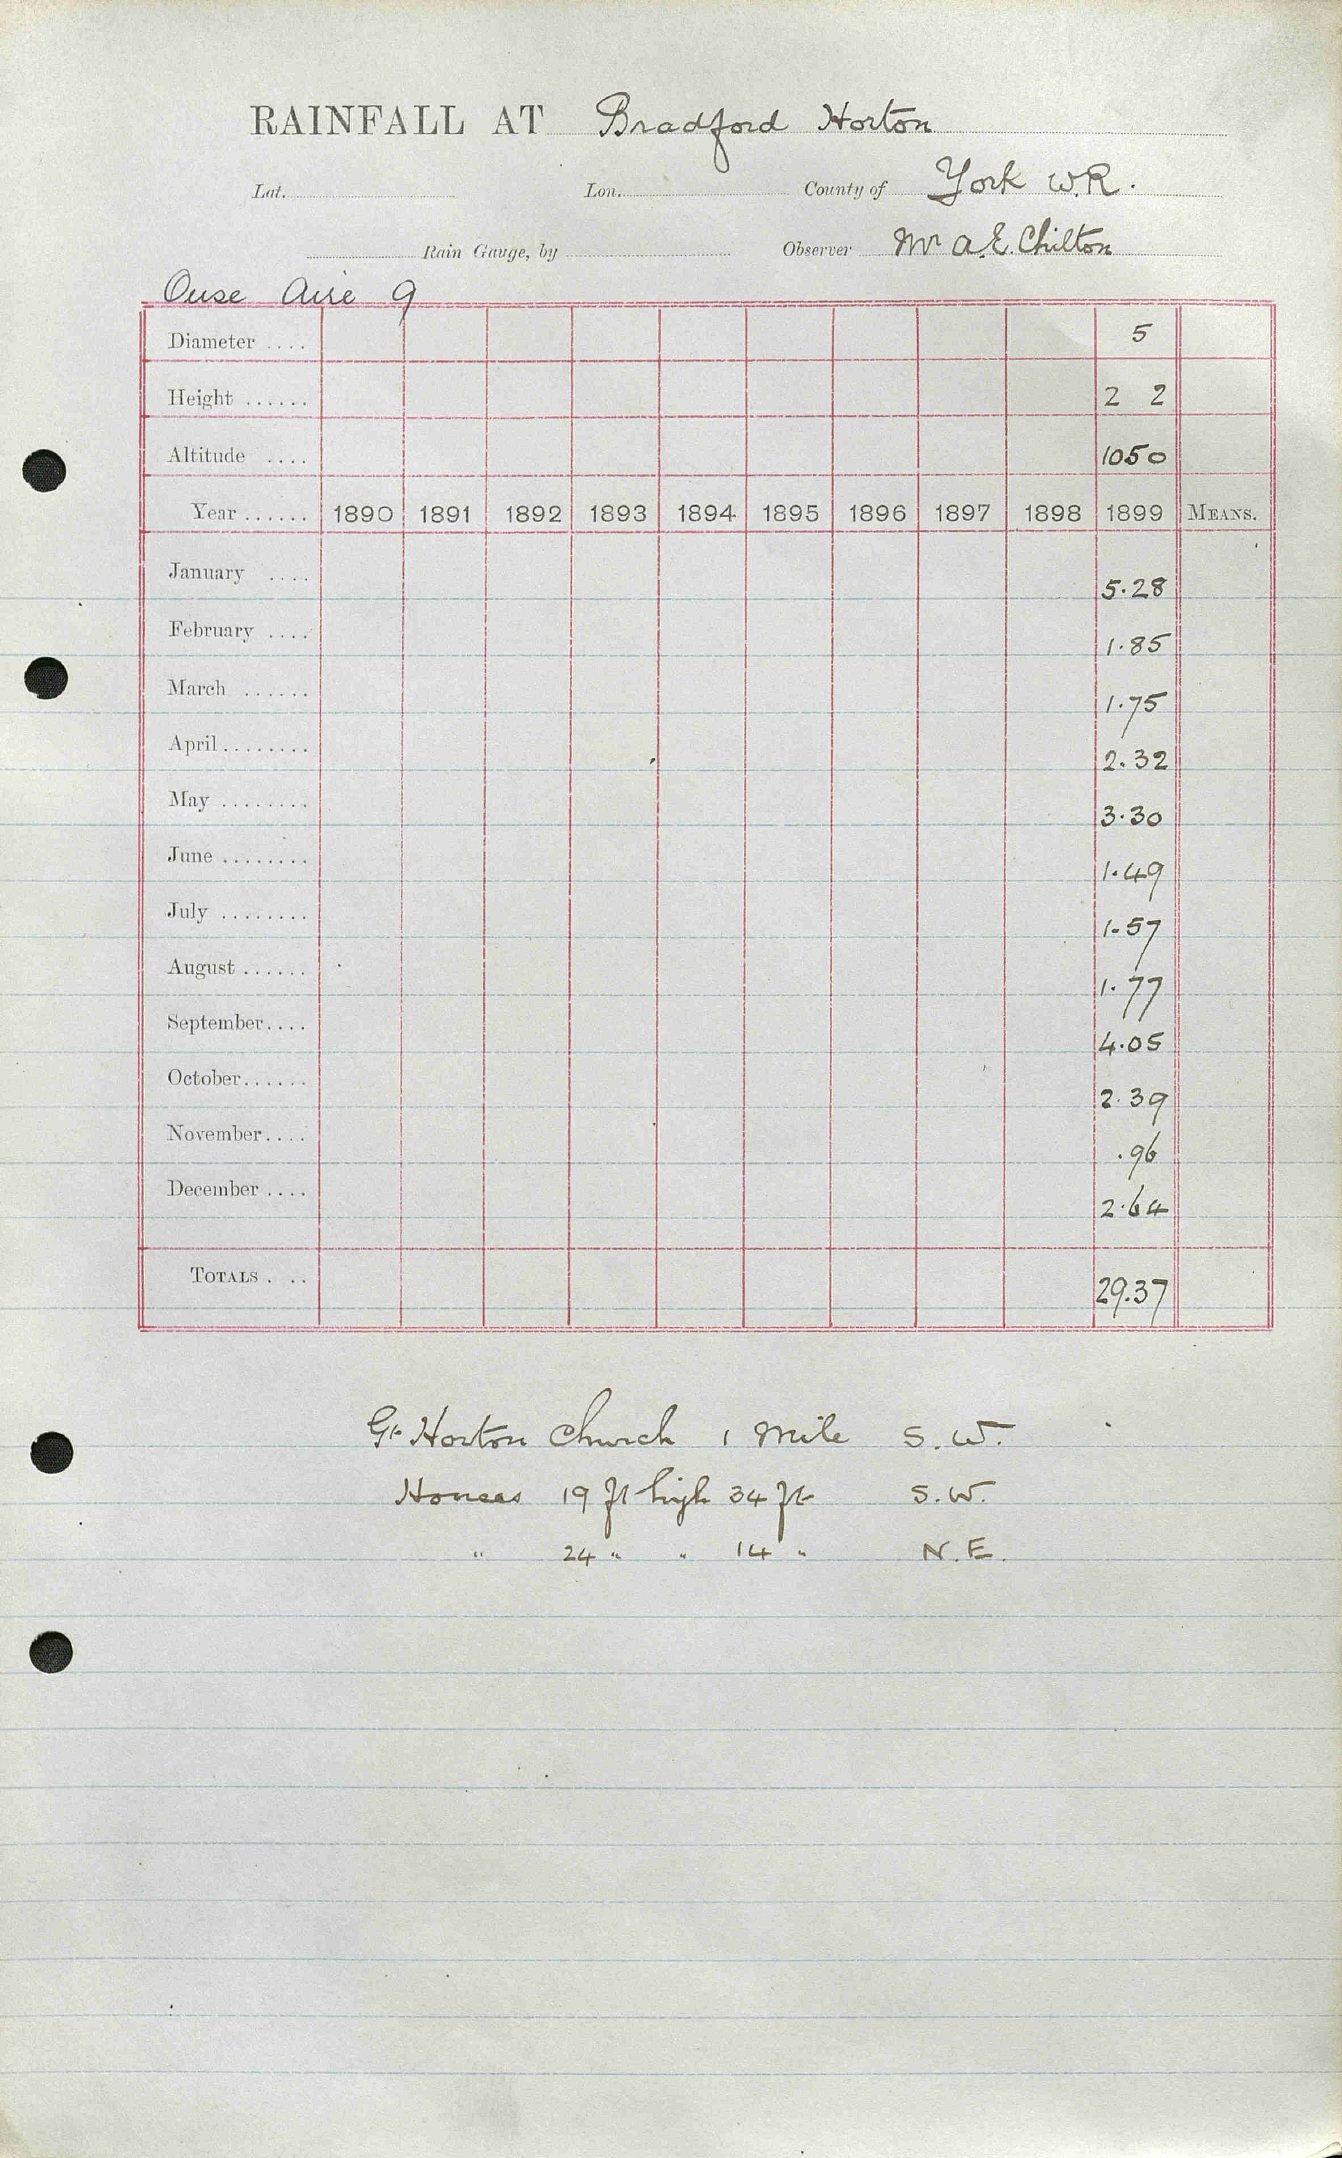 RAINFALL AT Bradford Horton
Lat. Lon. County of York W.R.
Rain Gauge, by Observer Mr A.E. Chilton
Ouse Aire 9
Diameter .... 5
Height ...... 2 2
Altitude .... 1050
Year ...... 1890 1891 1892 1893 1894 1895 1896 1897 1898 1899 MEANS.
January .... 5.28
February .... 1.85
March ...... 1.75
April ........ 2.32
May ........ 3.30
June ........ 1.49
July ........ 1.57
August ...... 1.77
September.... 4.05
October...... 2.39
November.... .96
December .... 2.64
TOTALS . .. 29.37
Gt Horton Church 1 Mile S.W.
Houses 19 ft high 34 ft S.W.
" 24 " " 14 " N.E.